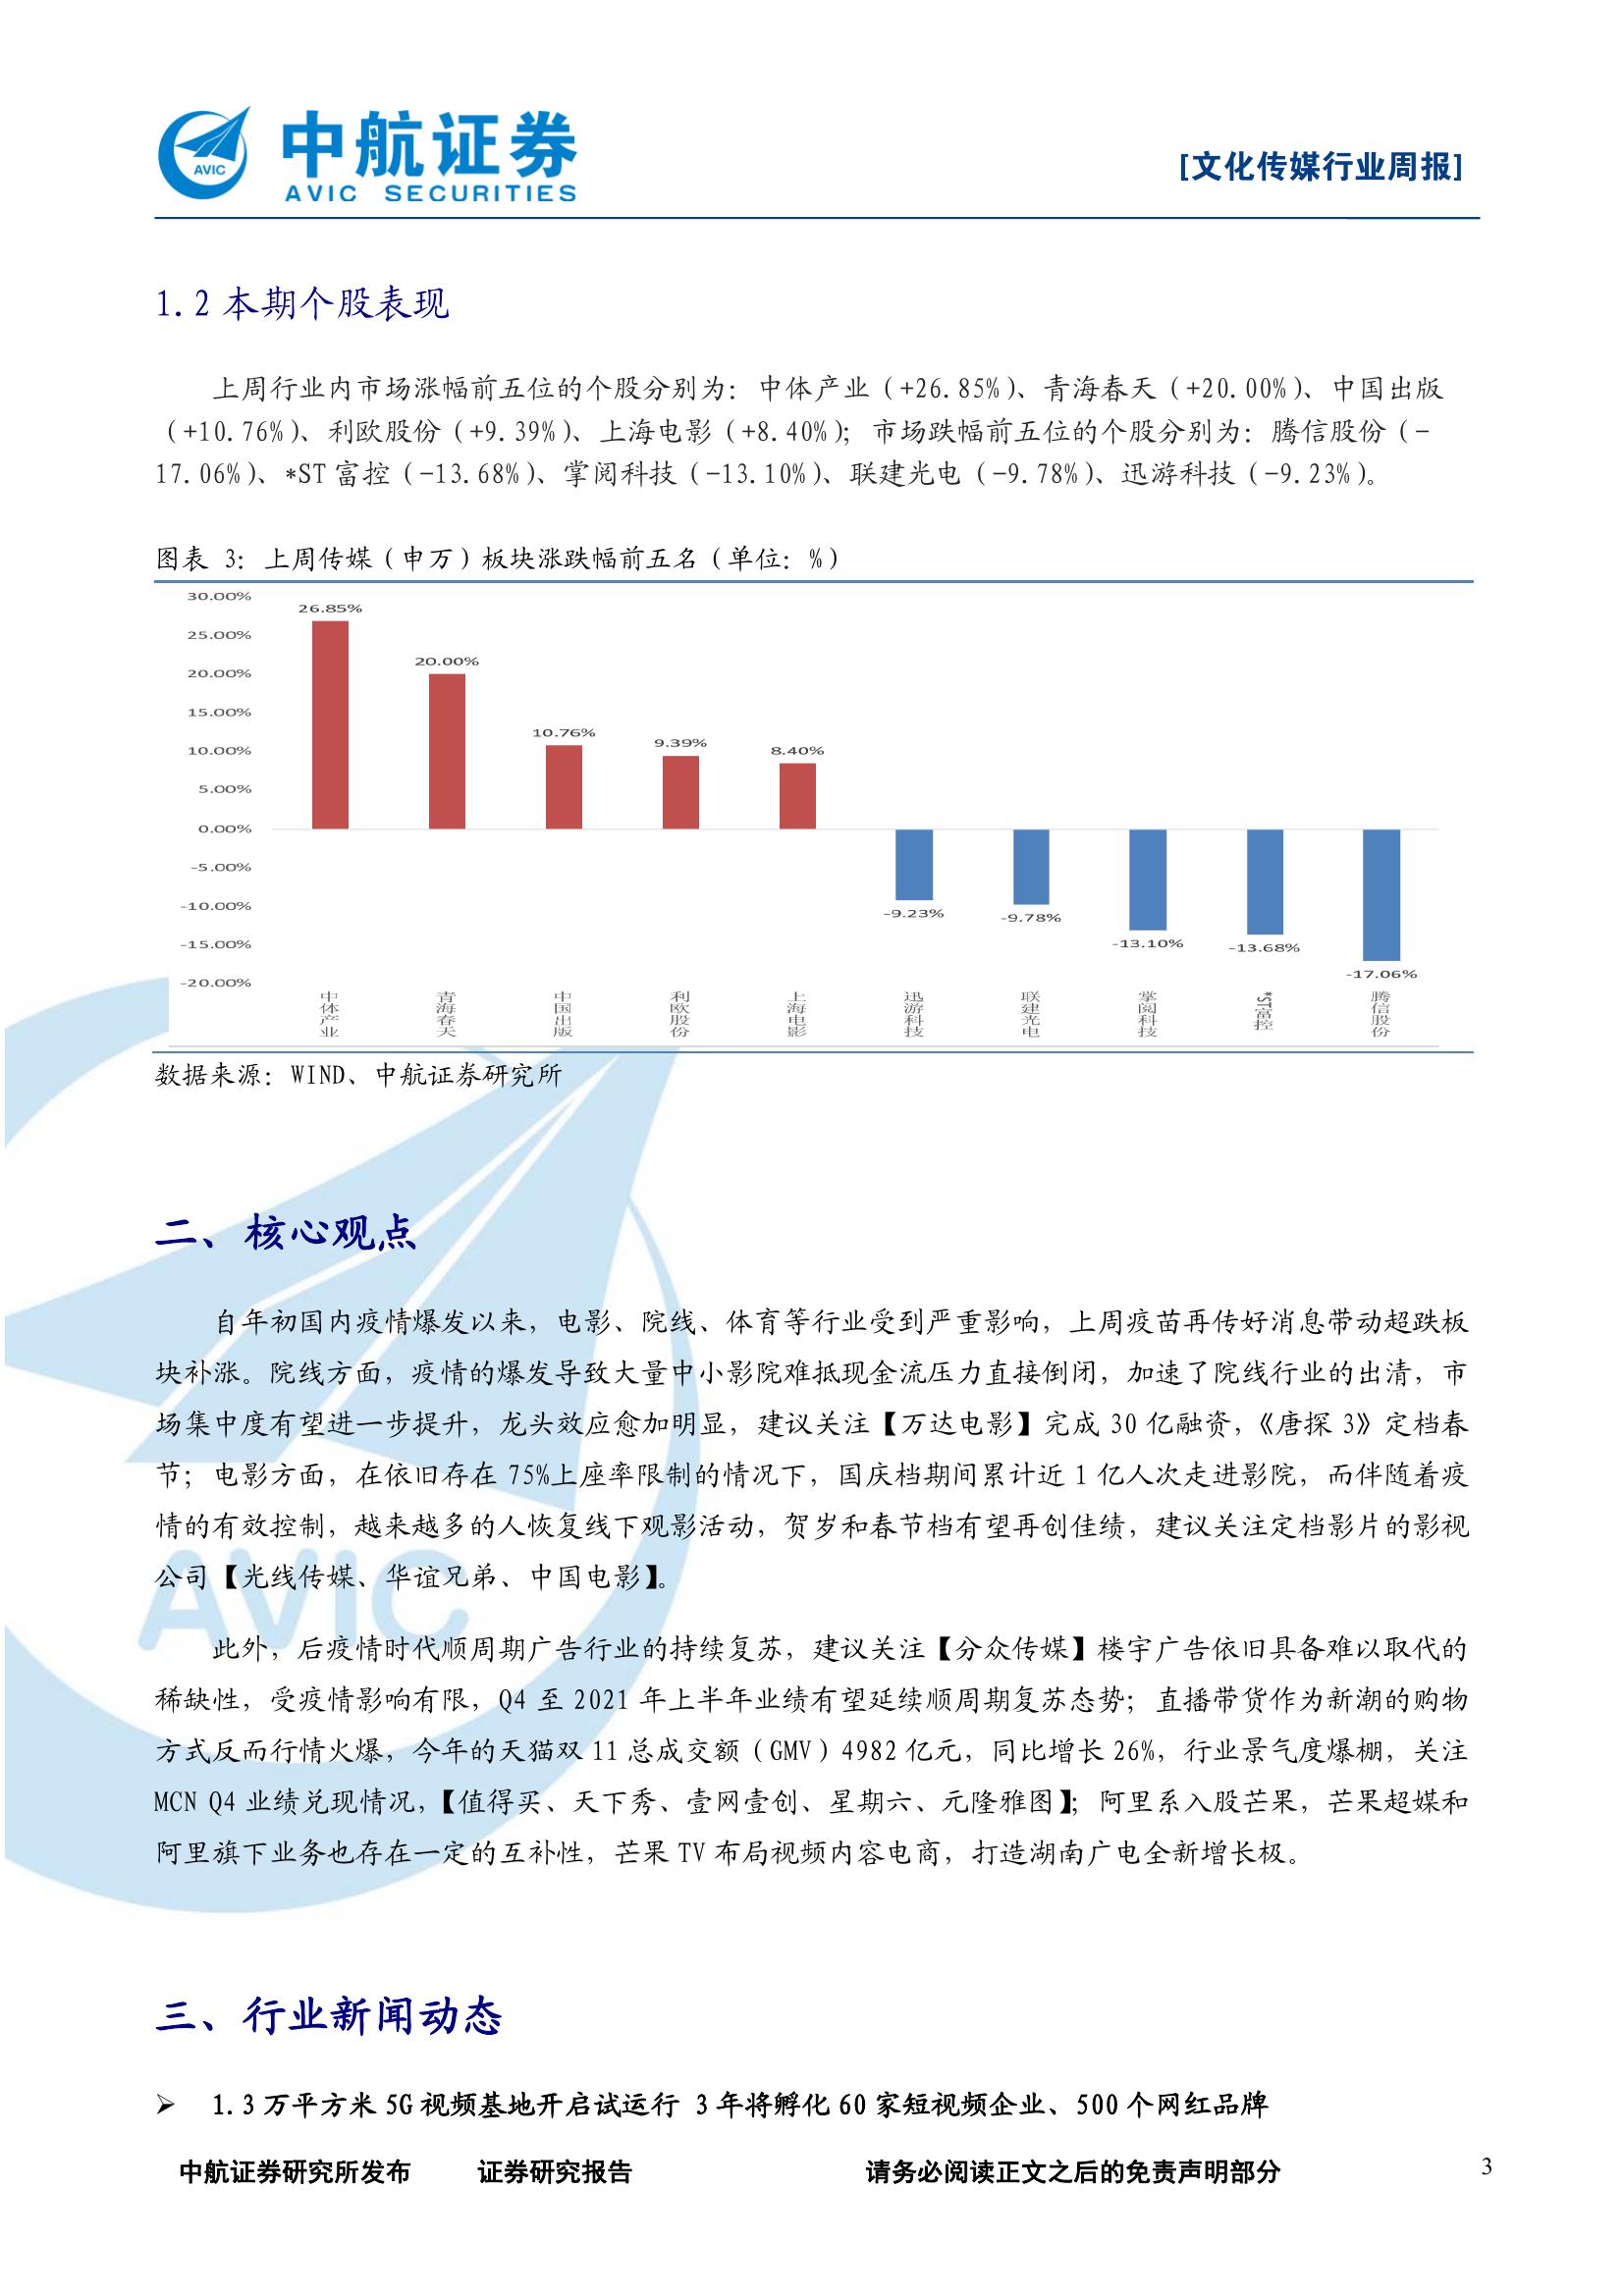 AVIC
中航证券
AVIC SECURITIES
[文化传媒行业周报]
1.2 本期个股表现
上周行业内市场涨幅前五位的个股分别为：中体产业（+26.85%）、青海春天（+20.00%）、中国出版
（+10.76%）、利欧股份（+9.39%）、上海电影（+8.40%）；市场跌幅前五位的个股分别为：腾信股份（-
17.06%）、*ST 富控（-13.68%）、掌阅科技（-13.10%）、联建光电（-9.78%）、迅游科技（-9.23%）。
图表 3：上周传媒（申万）板块涨跌幅前五名（单位：%）
30.00%
25.00%
20.00%
15.00%
10.00%
5.00%
0.00%
-5.00%
-10.00%
-15.00%
-20.00%
26.85%
20.00%
10.76%
9.39%
8.40%
-9.23%
-9.78%
-13.10%
-13.68%
-17.06%
中体产业
青海春天
中国出版
利欧股份
上海电影
迅游科技
联建光电
掌阅科技
*ST富控
腾信股份
数据来源：WIND、中航证券研究所
二、核心观点
自年初国内疫情爆发以来，电影、院线、体育等行业受到严重影响，上周疫苗再传好消息带动超跌板
块补涨。院线方面，疫情的爆发导致大量中小影院难抵现金流压力直接倒闭，加速了院线行业的出清，市
场集中度有望进一步提升，龙头效应愈加明显，建议关注【万达电影】完成 30 亿融资，《唐探 3》定档春
节；电影方面，在依旧存在 75%上座率限制的情况下，国庆档期间累计近 1 亿人次走进影院，而伴随着疫
情的有效控制，越来越多的人恢复线下观影活动，贺岁和春节档有望再创佳绩，建议关注定档影片的影视
公司【光线传媒、华谊兄弟、中国电影】。
此外，后疫情时代顺周期广告行业的持续复苏，建议关注【分众传媒】楼宇广告依旧具备难以取代的
稀缺性，受疫情影响有限，Q4 至 2021 年上半年业绩有望延续顺周期复苏态势；直播带货作为新潮的购物
方式反而行情火爆，今年的天猫双 11 总成交额（GMV）4982 亿元，同比增长 26%，行业景气度爆棚，关注
MCN Q4 业绩兑现情况，【值得买、天下秀、壹网壹创、星期六、元隆雅图】；阿里系入股芒果，芒果超媒和
阿里旗下业务也存在一定的互补性，芒果 TV 布局视频内容电商，打造湖南广电全新增长极。
AVIC
三、行业新闻动态
➢ 1.3 万平方米 5G 视频基地开启试运行 3 年将孵化 60 家短视频企业、500 个网红品牌
中航证券研究所发布 证券研究报告 请务必阅读正文之后的免责声明部分 3